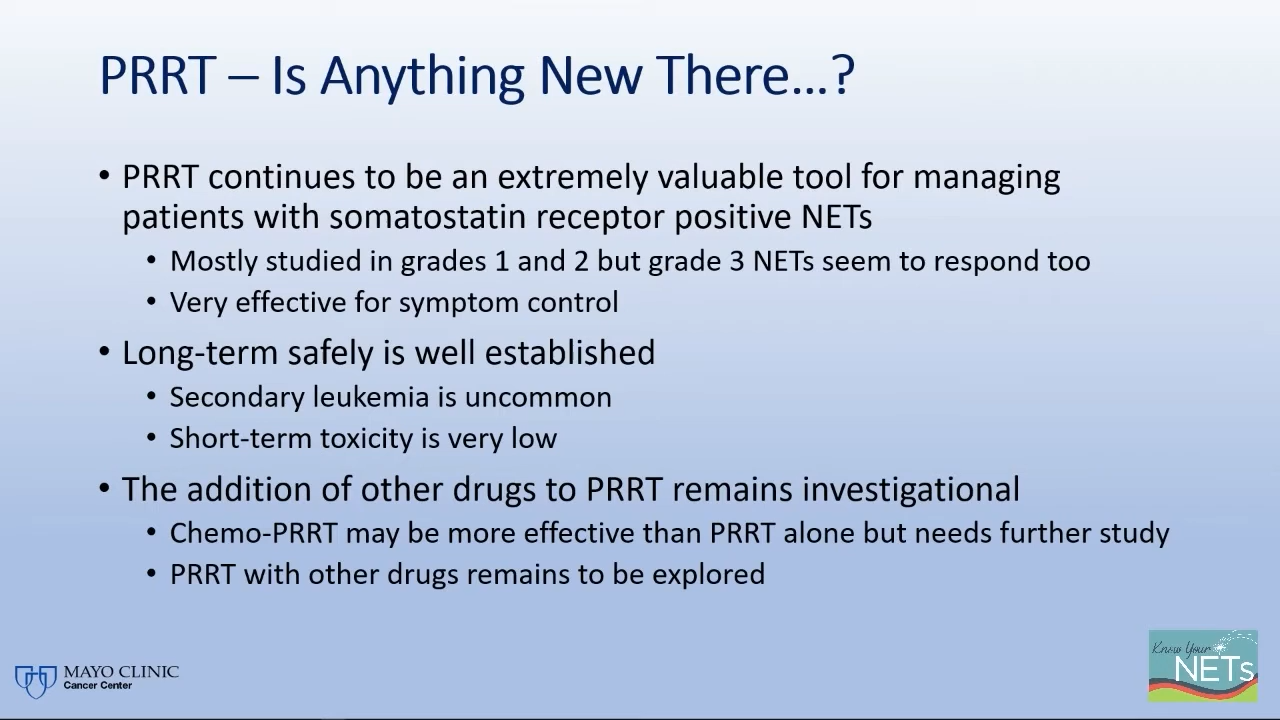 PRRT – Is Anything New There...?
• PRRT continues to be an extremely valuable tool for managing
patients with somatostatin receptor positive NETs
• Mostly studied in grades 1 and 2 but grade 3 NETs seem to respond too
• Very effective for symptom control
• Long-term safely is well established
• Secondary leukemia is uncommon
• Short-term toxicity is very low
• The addition of other drugs to PRRT remains investigational
• Chemo-PRRT may be more effective than PRRT alone but needs further study
• PRRT with other drugs remains to be explored
MAYO CLINIC
Cancer Center
Know Your
NETs